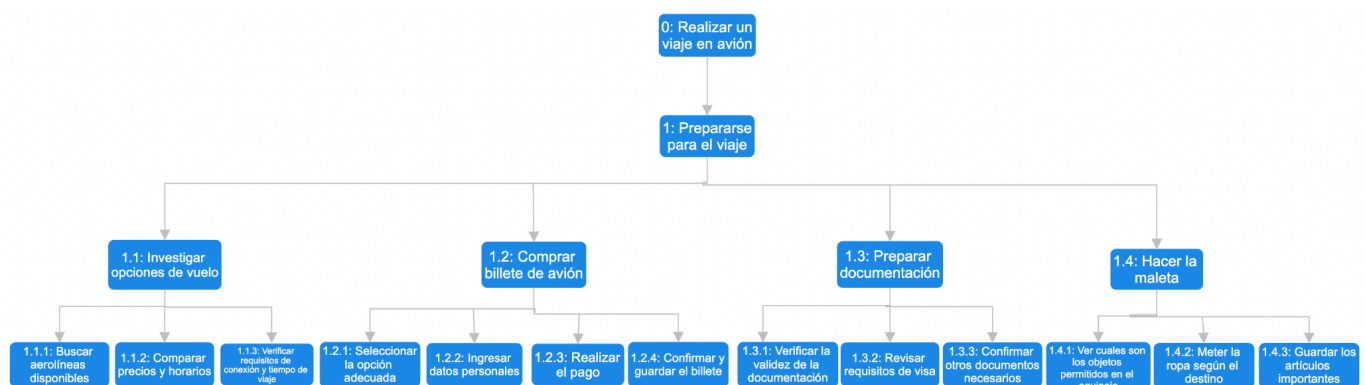 0: Realizar un
viaje en avión
1: Prepararse
para el viaje
1.1: Investigar
opciones de vuelo
1.2: Comprar
billete de avión
1.3: Preparar
documentación
1.4: Hacer la
maleta
1.1.1: Buscar
aerolíneas
disponibles
1.1.2: Comparar
precios y horarios
1.1.3: Verificar
requisitos de
conexión y tiempo de
viaje
1.2.1: Seleccionar
la opción
adecuada
1.2.2: Ingresar
datos personales
1.2.3: Realizar
el pago
1.2.4: Confirmar y
guardar el billete
1.3.1: Verificar la
validez de la
documentación
1.3.2: Revisar
requisitos de visa
1.3.3: Confirmar
otros documentos
necesarios
1.4.1: Ver cuales son
los objetos
permitidos en el
1.4.2: Meter la
ropa según el
destino
1.4.3: Guardar los
artículos
importantes